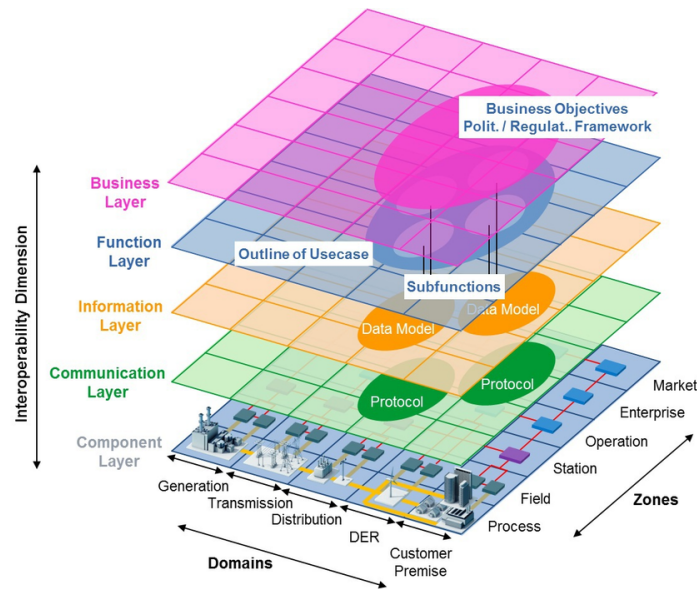 Business Objectives
Polit. / Regulat.. Framework
Business
Layer
Function
Layer
Outline of Usecase
Subfunctions
Information
Layer
Data Model
Data Model
Communication
Layer
Protocol
Protocol
Component
Layer
Interoperability Dimension
Generation
Transmission
Distribution
DER
Customer
Premise
Domains
Market
Enterprise
Operation
Station
Field
Process
Zones